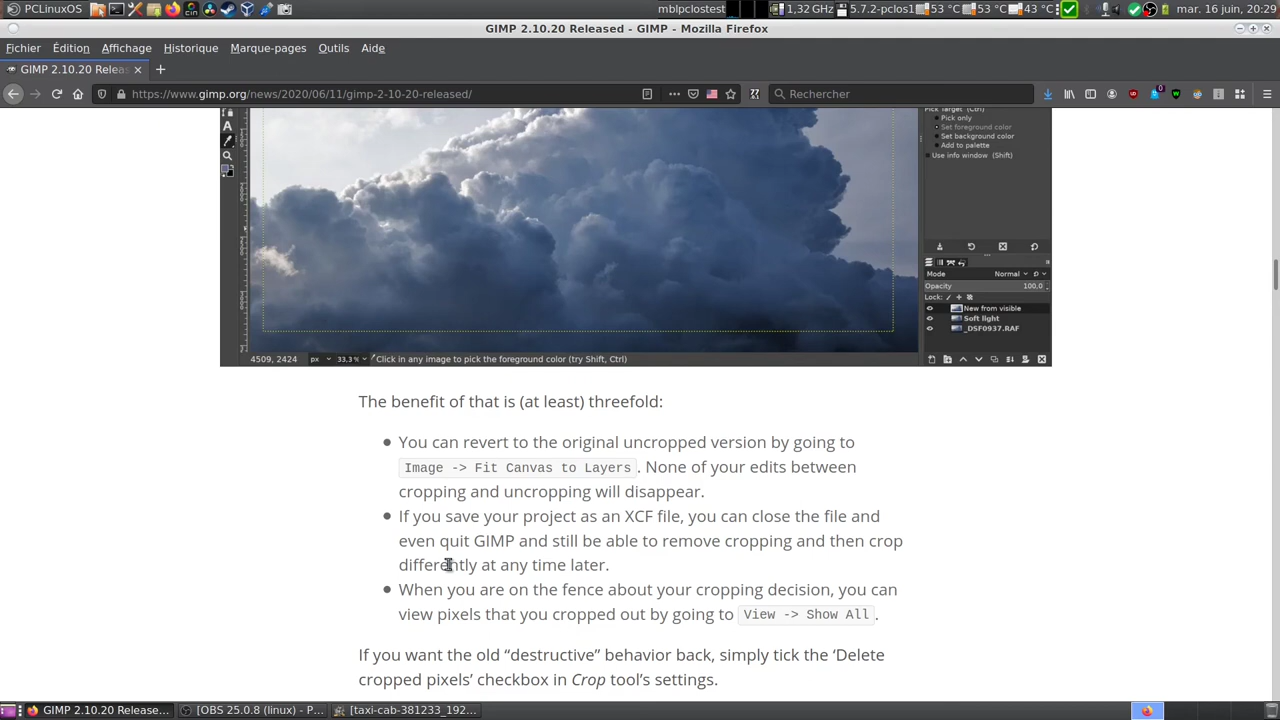 PCLinuxOS mblpclostest 1,32 GHz 5.7.2-pclos1 53 °C 53 °C 43 °C mar. 16 juin, 20:29
GIMP 2.10.20 Released - GIMP - Mozilla Firefox
Fichier Édition Affichage Historique Marque-pages Outils Aide
GIMP 2.10.20 Releas
https://www.gimp.org/news/2020/06/11/gimp-2-10-20-released/ Rechercher
Pick Target (Ctrl)
Pick only
Set foreground color
Set background color
Add to palette
Use info window (Shift)
Mode Normal
Opacity 100,0
Lock:
New from visible
Soft light
_DSF0937.RAF
4509, 2424 px 33,3 % Click in any image to pick the foreground color (try Shift, Ctrl)
The benefit of that is (at least) threefold:
You can revert to the original uncropped version by going to
Image -> Fit Canvas to Layers. None of your edits between
cropping and uncropping will disappear.
If you save your project as an XCF file, you can close the file and
even quit GIMP and still be able to remove cropping and then crop
differently at any time later.
When you are on the fence about your cropping decision, you can
view pixels that you cropped out by going to View -> Show All.
If you want the old “destructive” behavior back, simply tick the ‘Delete
cropped pixels’ checkbox in Crop tool’s settings.
GIMP 2.10.20 Release... [OBS 25.0.8 (linux) - P... [taxi-cab-381233_192...